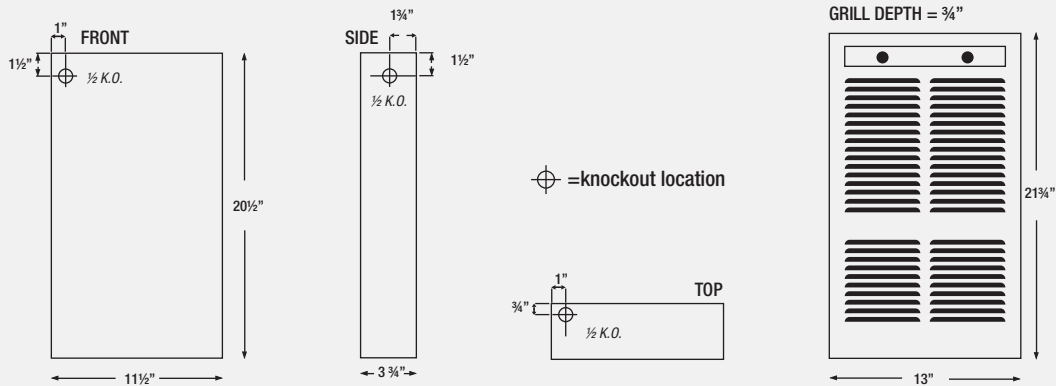 1”
FRONT
1½”
½ K.O.
20½”
11½”
1¾”
SIDE
1½”
½ K.O.
3 ¾”
=knockout location
1”
TOP
¾”
½ K.O.
GRILL DEPTH = ¾”
21¾”
13”